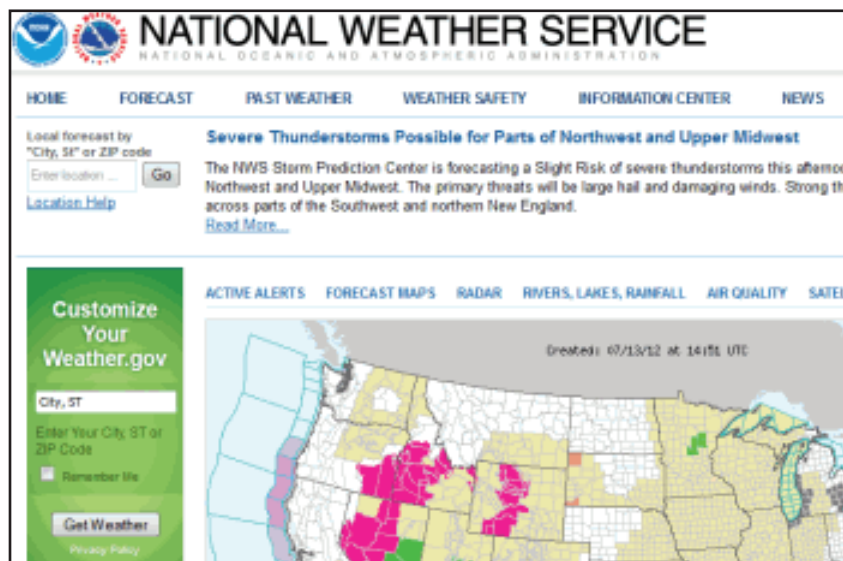 NATIONAL WEATHER SERVICE
NATIONAL OCEANIC AND ATMOSPHERIC ADMINISTRATION
HOME FORECAST PAST WEATHER WEATHER SAFETY INFORMATION CENTER NEWS
Local forecast by
"City, St" or ZIP code
Enter location ...
Go
Location Help
Severe Thunderstorms Possible for Parts of Northwest and Upper Midwest
The NWS Storm Prediction Center is forecasting a Slight Risk of severe thunderstorms this afterno
Northwest and Upper Midwest. The primary threats will be large hail and damaging winds. Strong th
across parts of the Southwest and northern New England.
Read More...
Customize
Your
Weather.gov
City, ST
Enter Your City, ST or
ZIP Code
Remember Me
Get Weather
Privacy Policy
ACTIVE ALERTS FORECAST MAPS RADAR RIVERS, LAKES, RAINFALL AIR QUALITY SATEL
Created: 07/13/12 at 14:51 UTC